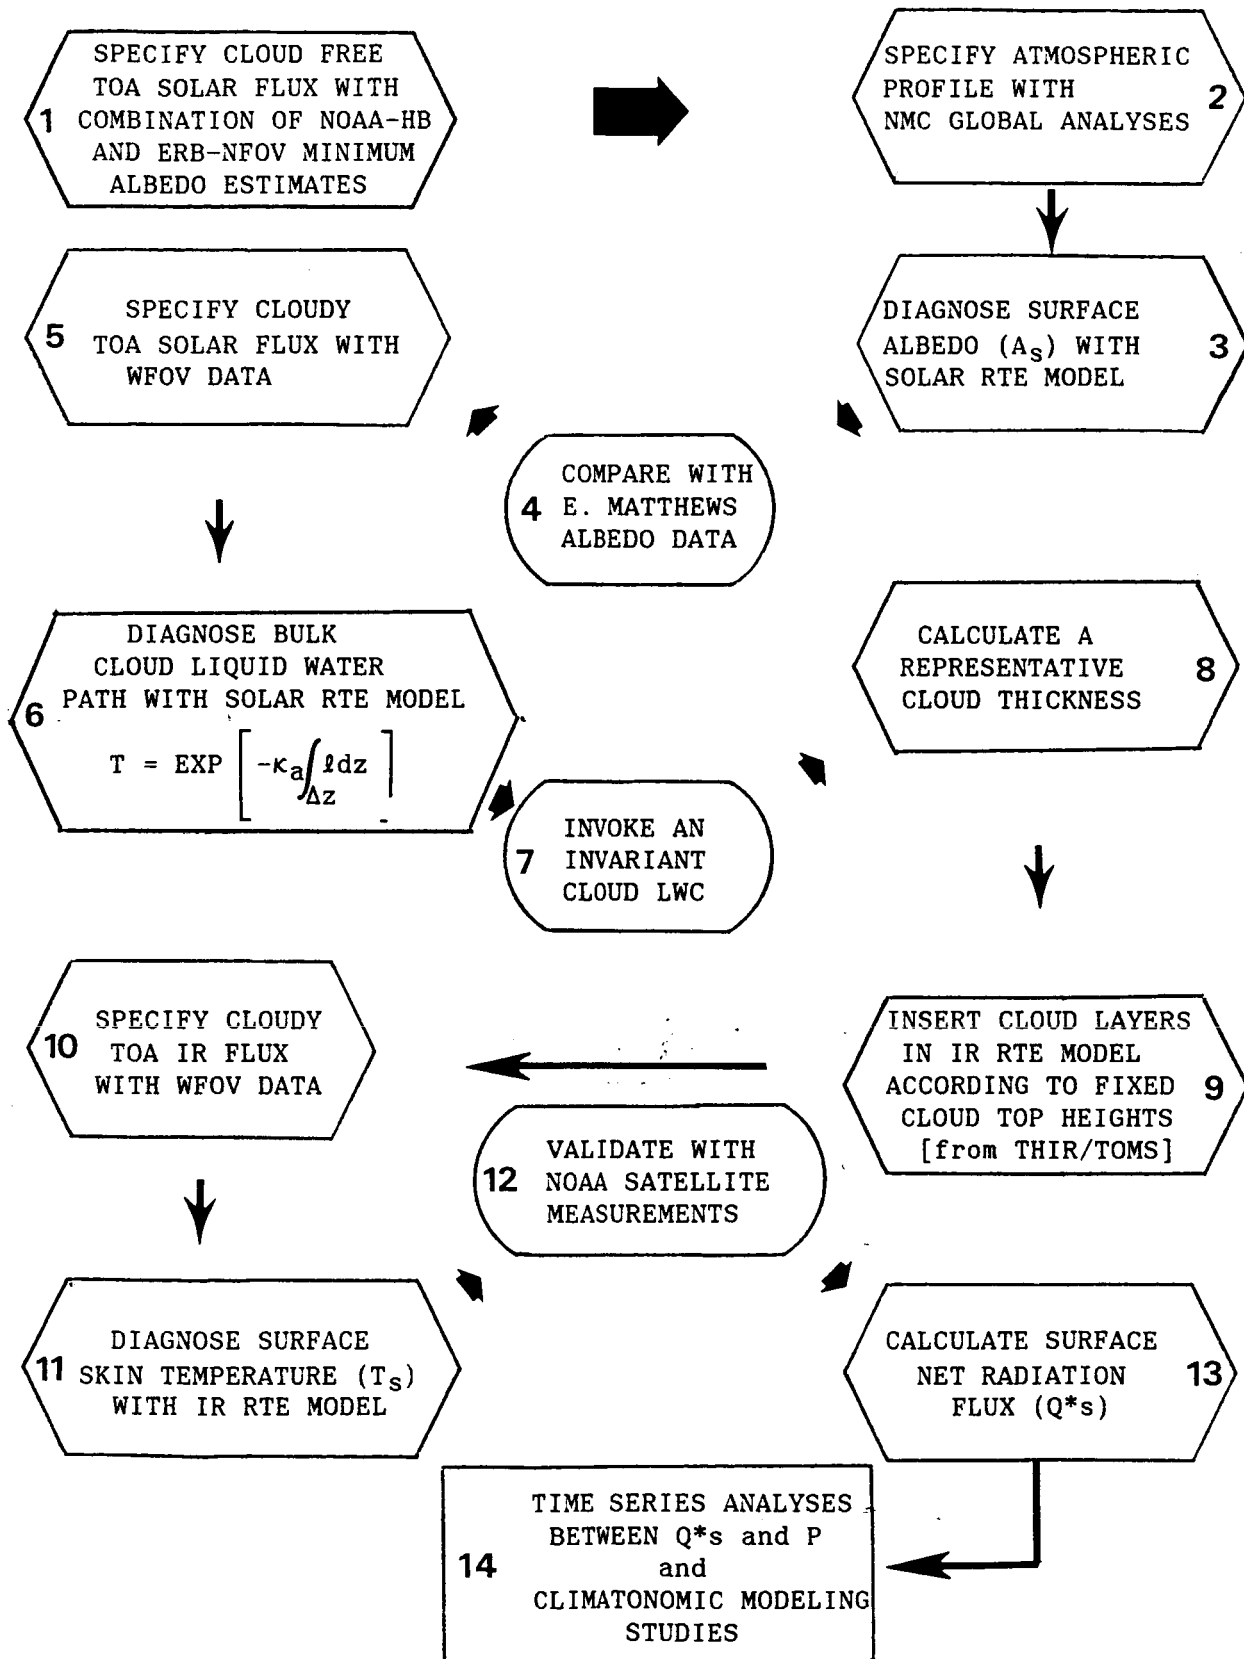 1
SPECIFY CLOUD FREE
TOA SOLAR FLUX WITH
COMBINATION OF NOAA-HB
AND ERB-NFOV MINIMUM
ALBEDO ESTIMATES
SPECIFY ATMOSPHERIC
PROFILE WITH
NMC GLOBAL ANALYSES
2
DIAGNOSE SURFACE
ALBEDO (A_s) WITH
SOLAR RTE MODEL
3
COMPARE WITH
4 E. MATTHEWS
ALBEDO DATA
SPECIFY CLOUDY
5
TOA SOLAR FLUX WITH
WFOV DATA
DIAGNOSE BULK
CLOUD LIQUID WATER
PATH WITH SOLAR RTE MODEL
6
T = EXP [ -κ_a ∫_Δz ℓdz ]
INVOKE AN
7 INVARIANT
CLOUD LWC
CALCULATE A
REPRESENTATIVE 8
CLOUD THICKNESS
INSERT CLOUD LAYERS
IN IR RTE MODEL
ACCORDING TO FIXED 9
CLOUD TOP HEIGHTS
[from THIR/TOMS]
SPECIFY CLOUDY
10 TOA IR FLUX
WITH WFOV DATA
DIAGNOSE SURFACE
11 SKIN TEMPERATURE (T_s)
WITH IR RTE MODEL
VALIDATE WITH
12 NOAA SATELLITE
MEASUREMENTS
CALCULATE SURFACE
NET RADIATION 13
FLUX (Q*s)
TIME SERIES ANALYSES
BETWEEN Q*s and P
14 and
CLIMATONOMIC MODELING
STUDIES